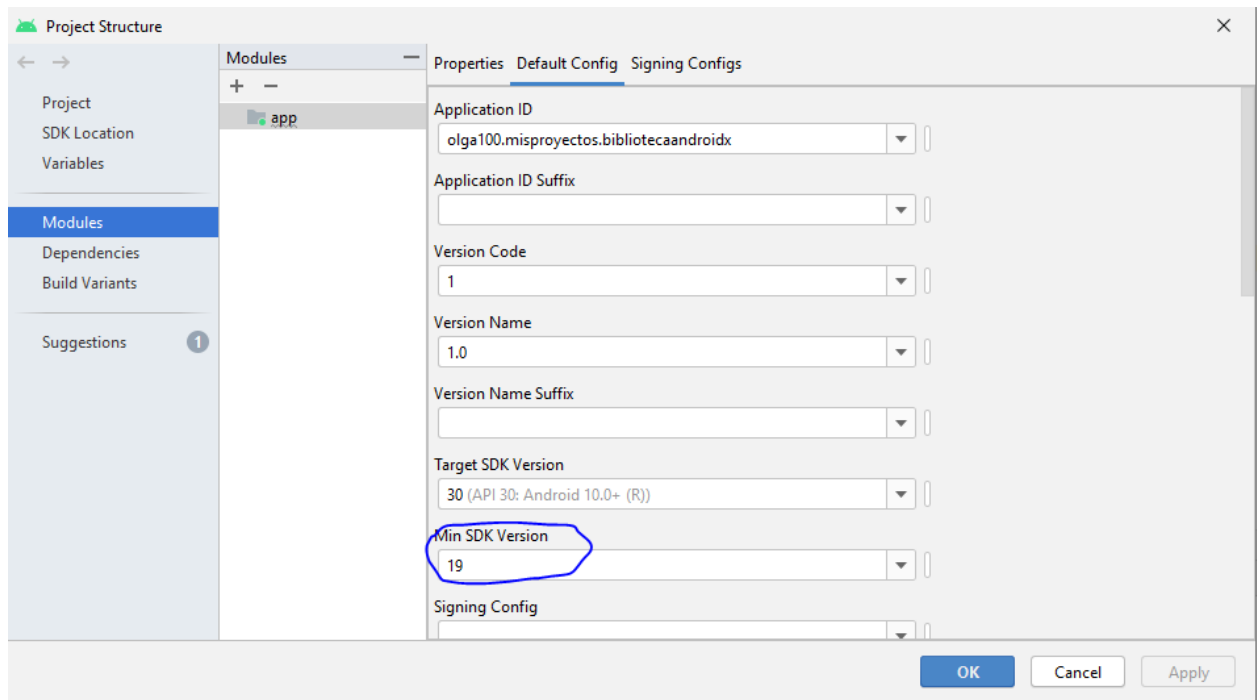 Project Structure
Project
SDK Location
Variables
Modules
Dependencies
Build Variants
Suggestions 1
Modules
app
Properties Default Config Signing Configs
Application ID
olga100.misproyectos.bibliotecaandroidx
Application ID Suffix
Version Code
1
Version Name
1.0
Version Name Suffix
Target SDK Version
30 (API 30: Android 10.0+ (R))
Min SDK Version
19
Signing Config
OK Cancel Apply